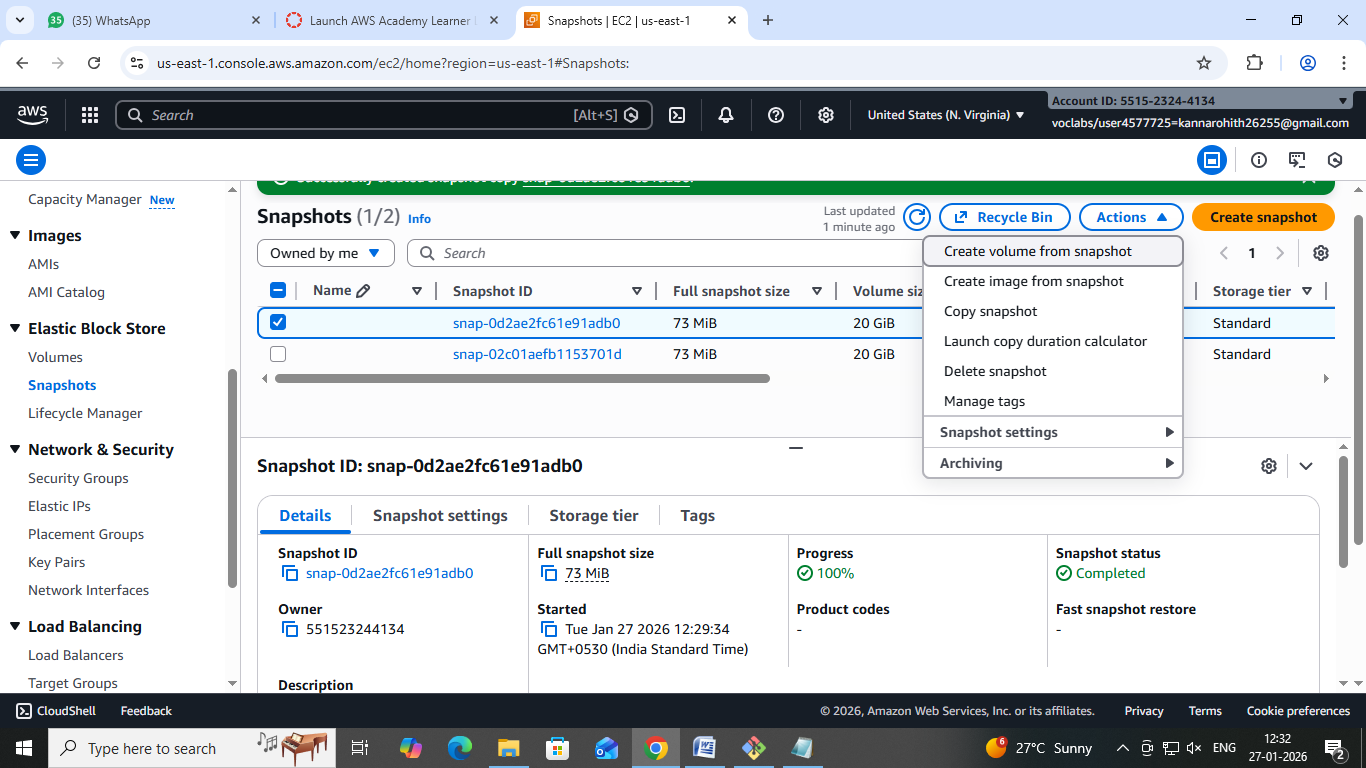 (35) WhatsApp
Launch AWS Academy Learner L
Snapshots | EC2 | us-east-1
us-east-1.console.aws.amazon.com/ec2/home?region=us-east-1#Snapshots:
aws
Search [Alt+S]
United States (N. Virginia)
Account ID: 5515-2324-4134
voclabs/user4577725=kannarohith26255@gmail.com
Capacity Manager New
Images
AMIs
AMI Catalog
Elastic Block Store
Volumes
Snapshots
Lifecycle Manager
Network & Security
Security Groups
Elastic IPs
Placement Groups
Key Pairs
Network Interfaces
Load Balancing
Load Balancers
Target Groups
Successfully created snapshot copy
Snapshots (1/2) Info
Last updated
1 minute ago
Recycle Bin
Actions
Create snapshot
Owned by me
Search
1
Name Snapshot ID Full snapshot size Volume siz Storage tier
snap-0d2ae2fc61e91adb0 73 MiB 20 GiB Standard
snap-02c01aefb1153701d 73 MiB 20 GiB Standard
Create volume from snapshot
Create image from snapshot
Copy snapshot
Launch copy duration calculator
Delete snapshot
Manage tags
Snapshot settings
Archiving
Snapshot ID: snap-0d2ae2fc61e91adb0
Details Snapshot settings Storage tier Tags
Snapshot ID
snap-0d2ae2fc61e91adb0
Full snapshot size
73 MiB
Progress
100%
Snapshot status
Completed
Owner
551523244134
Started
Tue Jan 27 2026 12:29:34
GMT+0530 (India Standard Time)
Product codes
-
Fast snapshot restore
-
Description
CloudShell Feedback © 2026, Amazon Web Services, Inc. or its affiliates. Privacy Terms Cookie preferences
Type here to search
6
27°C Sunny
ENG
12:32
27-01-2026
2